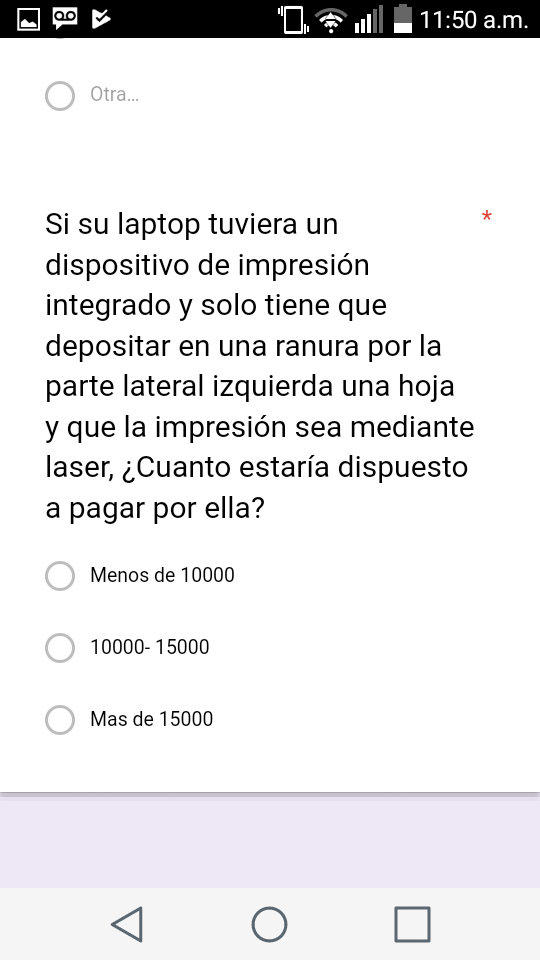 11:50 a.m.
Otra...
Si su laptop tuviera un *
dispositivo de impresión
integrado y solo tiene que
depositar en una ranura por la
parte lateral izquierda una hoja
y que la impresión sea mediante
laser, ¿Cuanto estaría dispuesto
a pagar por ella?
Menos de 10000
10000- 15000
Mas de 15000